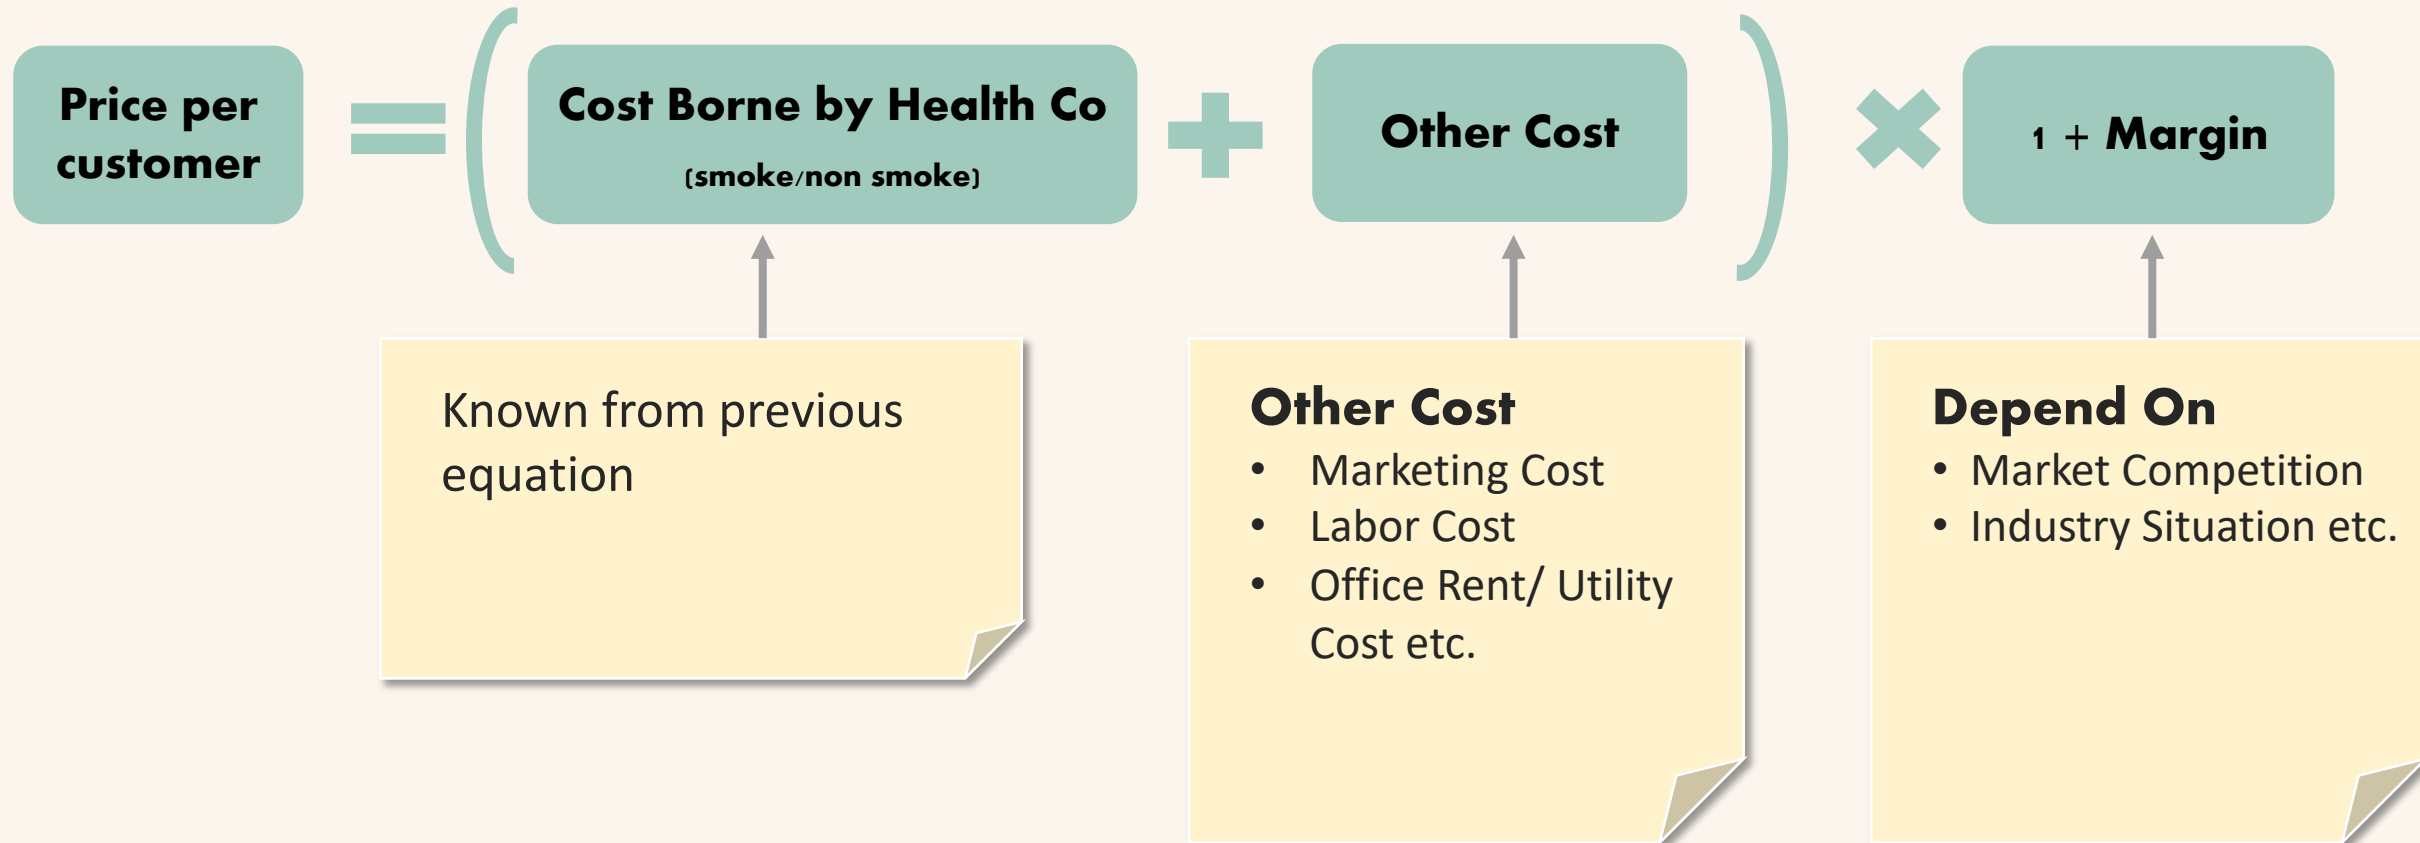 Price per
customer
=
(
Cost Borne by Health Co
(smoke/non smoke)
+
Other Cost
)
×
1 + Margin
Known from previous
equation
Other Cost
• Marketing Cost
• Labor Cost
• Office Rent/ Utility
Cost etc.
Depend On
• Market Competition
• Industry Situation etc.